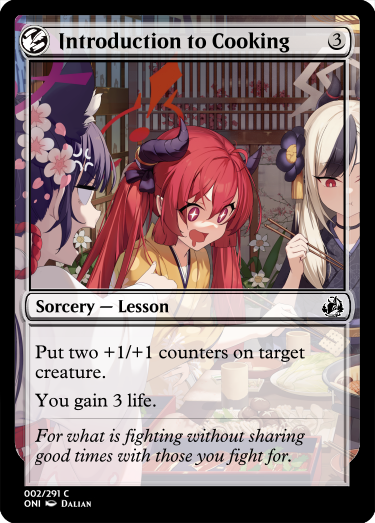 Introduction to Cooking 3
Sorcery — Lesson
Put two +1/+1 counters on target
creature.
You gain 3 life.
For what is fighting without sharing
good times with those you fight for.
002/291 C
ONI Dalian